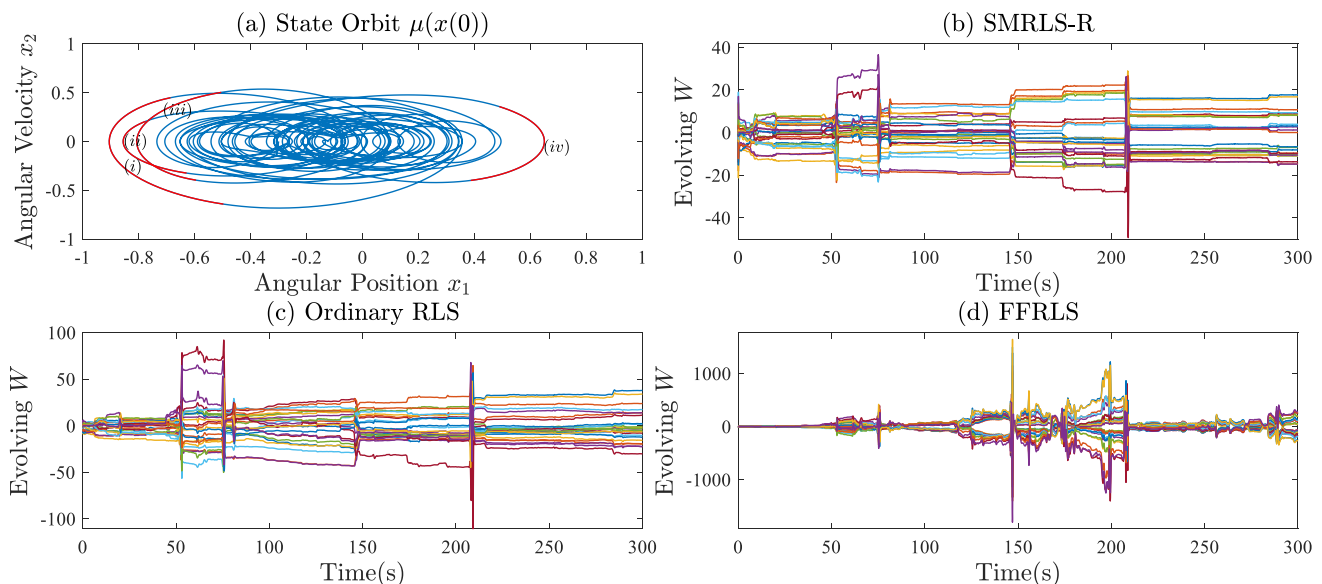 (a) State Orbit μ(x(0))
Angular Velocity x₂
1
0.5
0
-0.5
-1
(iii)
(ii)
(i)
(iv)
-1 -0.8 -0.6 -0.4 -0.2 0 0.2 0.4 0.6 0.8 1
Angular Position x₁
(b) SMRLS-R
Evolving W
40
20
0
-20
-40
0 50 100 150 200 250 300
Time(s)
(c) Ordinary RLS
Evolving W
100
50
0
-50
-100
0 50 100 150 200 250 300
Time(s)
(d) FFRLS
Evolving W
1000
0
-1000
0 50 100 150 200 250 300
Time(s)